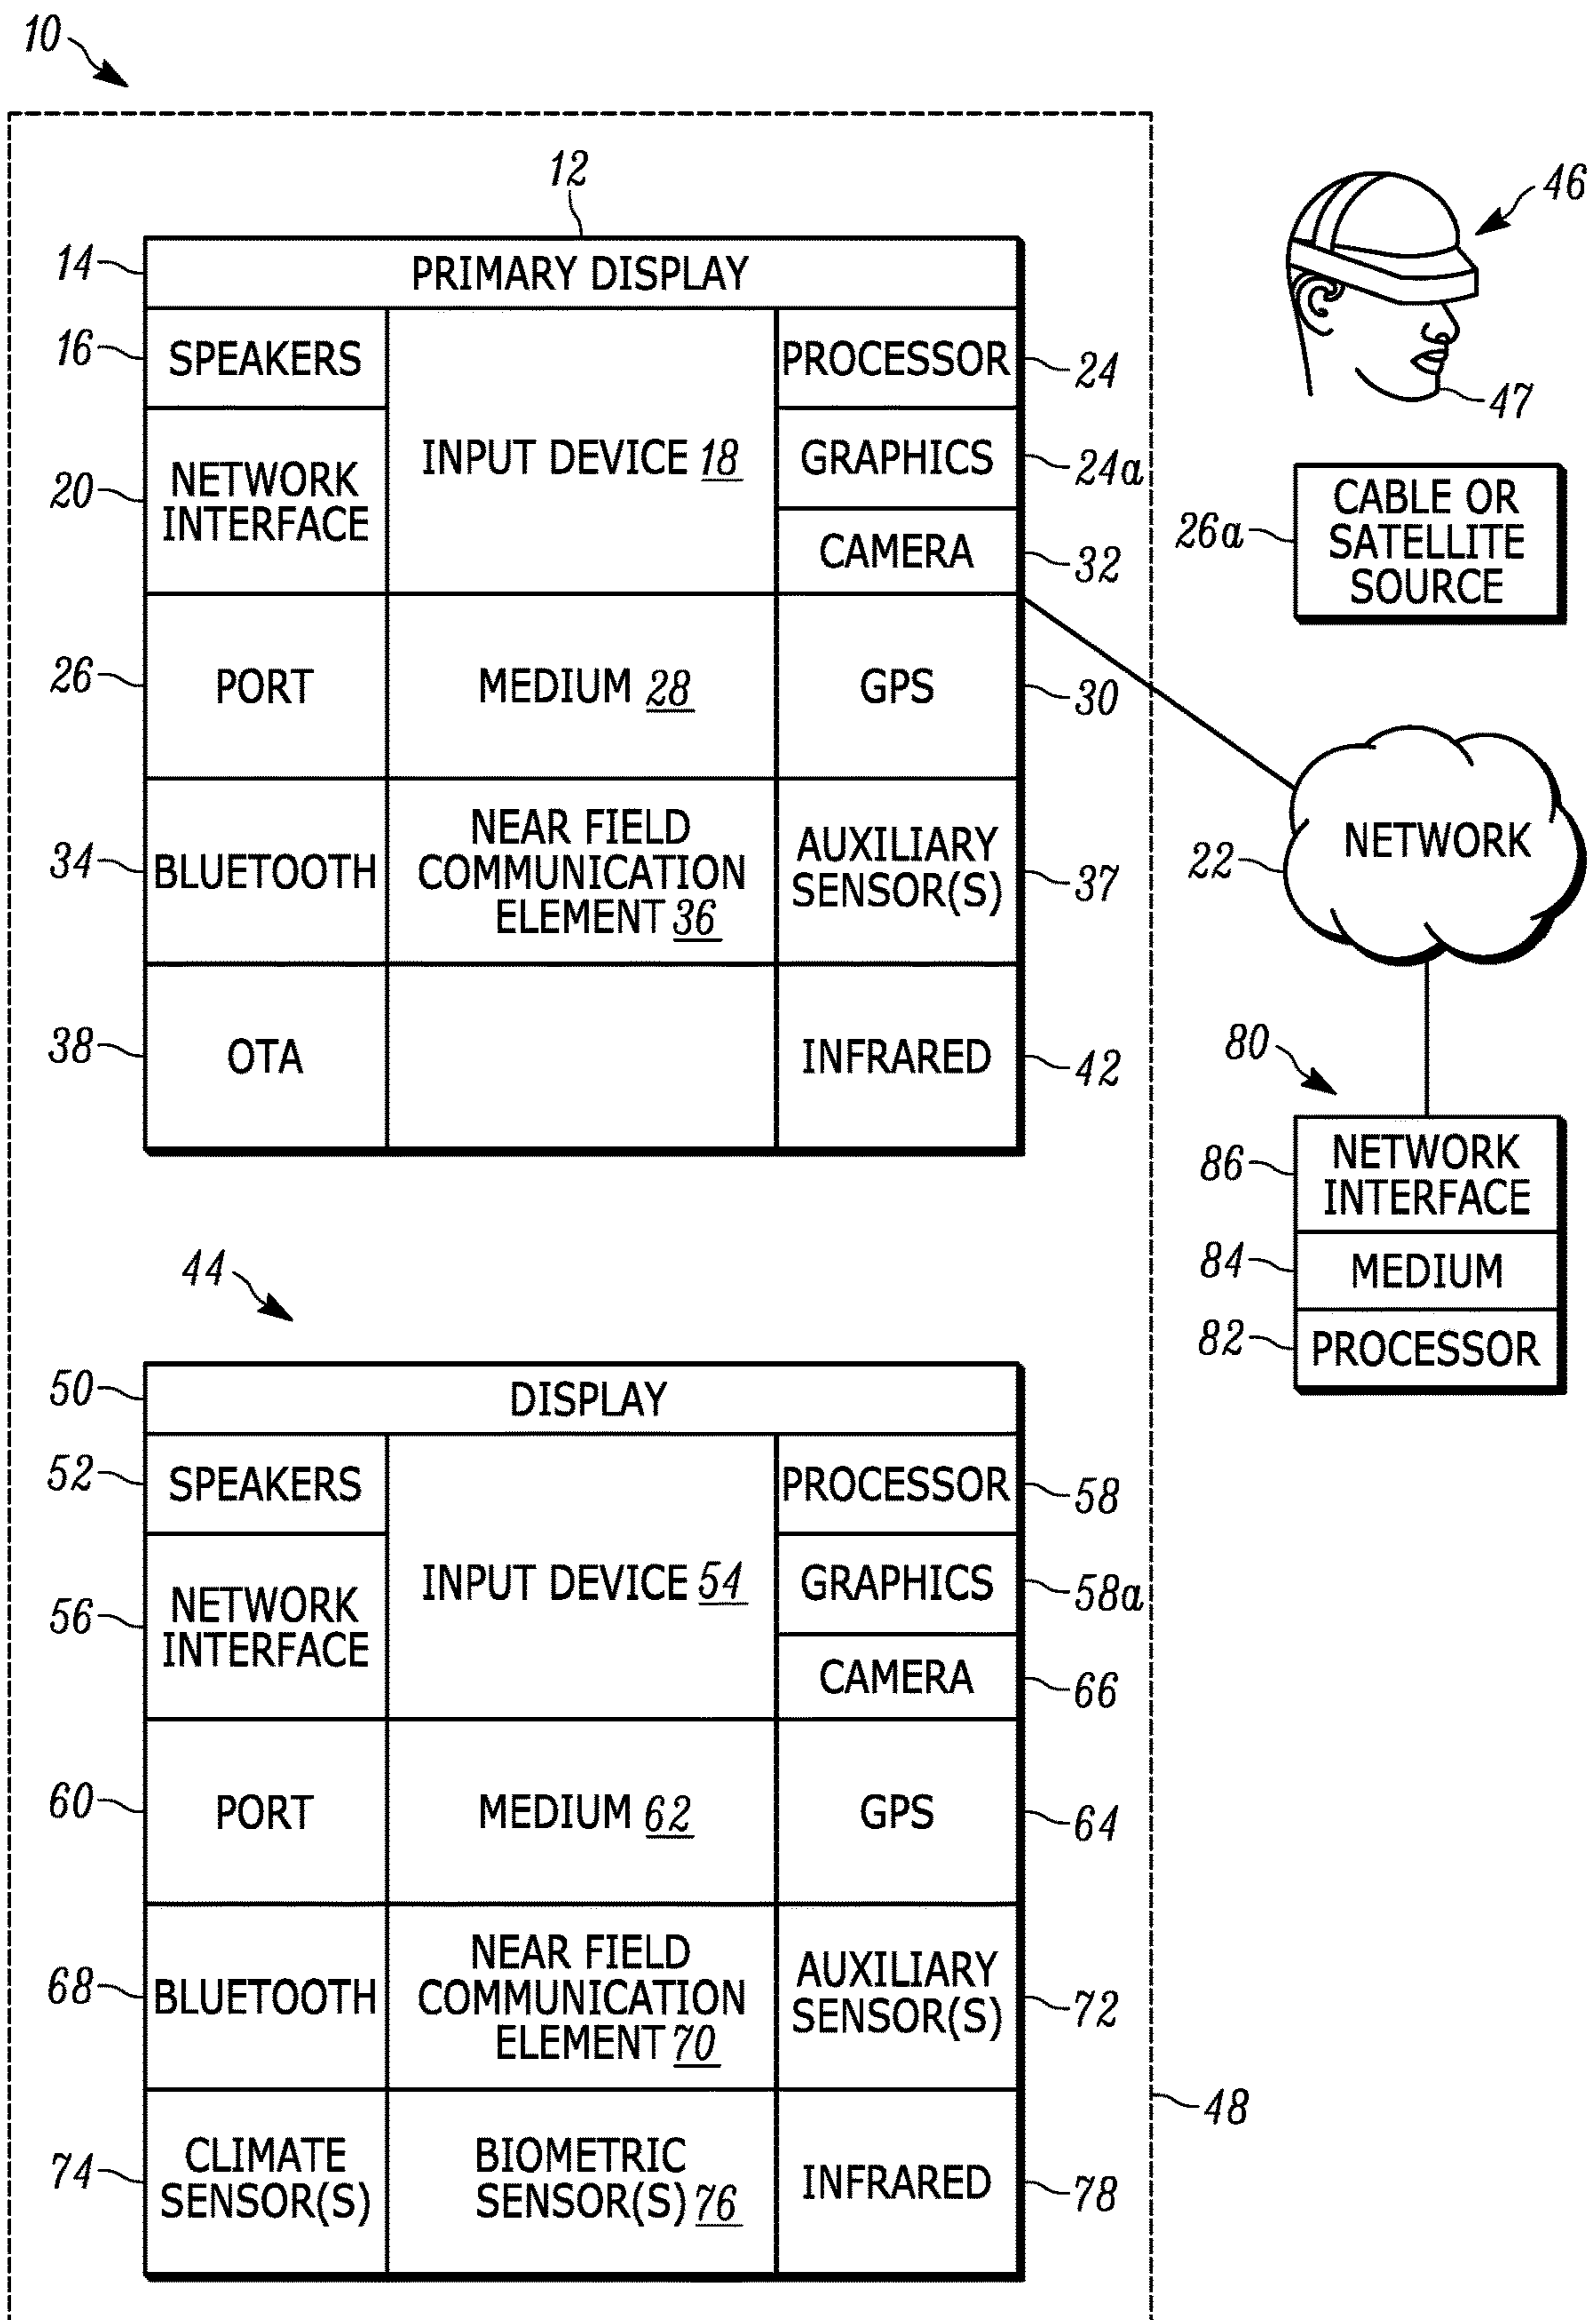 10
12
46
14
PRIMARY DISPLAY
16
SPEAKERS
PROCESSOR
24
47
INPUT DEVICE 18
GRAPHICS
24a
20
NETWORK
INTERFACE
CAMERA
32
26a
CABLE OR
SATELLITE
SOURCE
26
PORT
MEDIUM 28
GPS
30
34
BLUETOOTH
NEAR FIELD
COMMUNICATION
ELEMENT 36
AUXILIARY
SENSOR(S)
37
22
NETWORK
38
OTA
INFRARED
42
80
86
NETWORK
INTERFACE
84
MEDIUM
82
PROCESSOR
44
50
DISPLAY
52
SPEAKERS
PROCESSOR
58
INPUT DEVICE 54
GRAPHICS
58a
56
NETWORK
INTERFACE
CAMERA
66
60
PORT
MEDIUM 62
GPS
64
68
BLUETOOTH
NEAR FIELD
COMMUNICATION
ELEMENT 70
AUXILIARY
SENSOR(S)
72
48
74
CLIMATE
SENSOR(S)
BIOMETRIC
SENSOR(S) 76
INFRARED
78